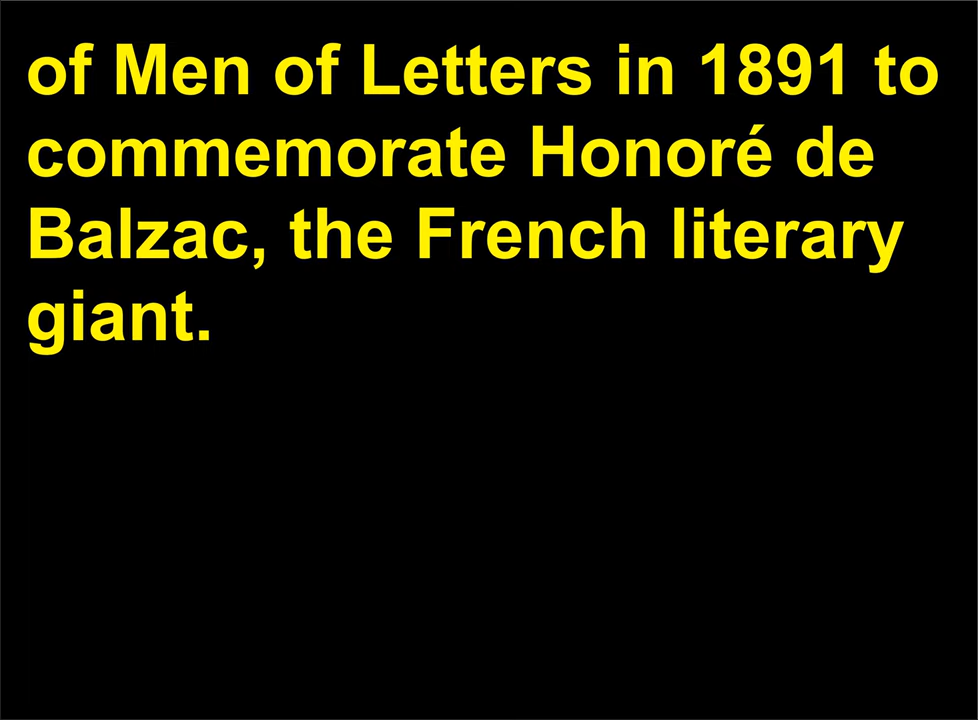 of Men of Letters in 1891 to
commemorate Honoré de
Balzac, the French literary
giant.